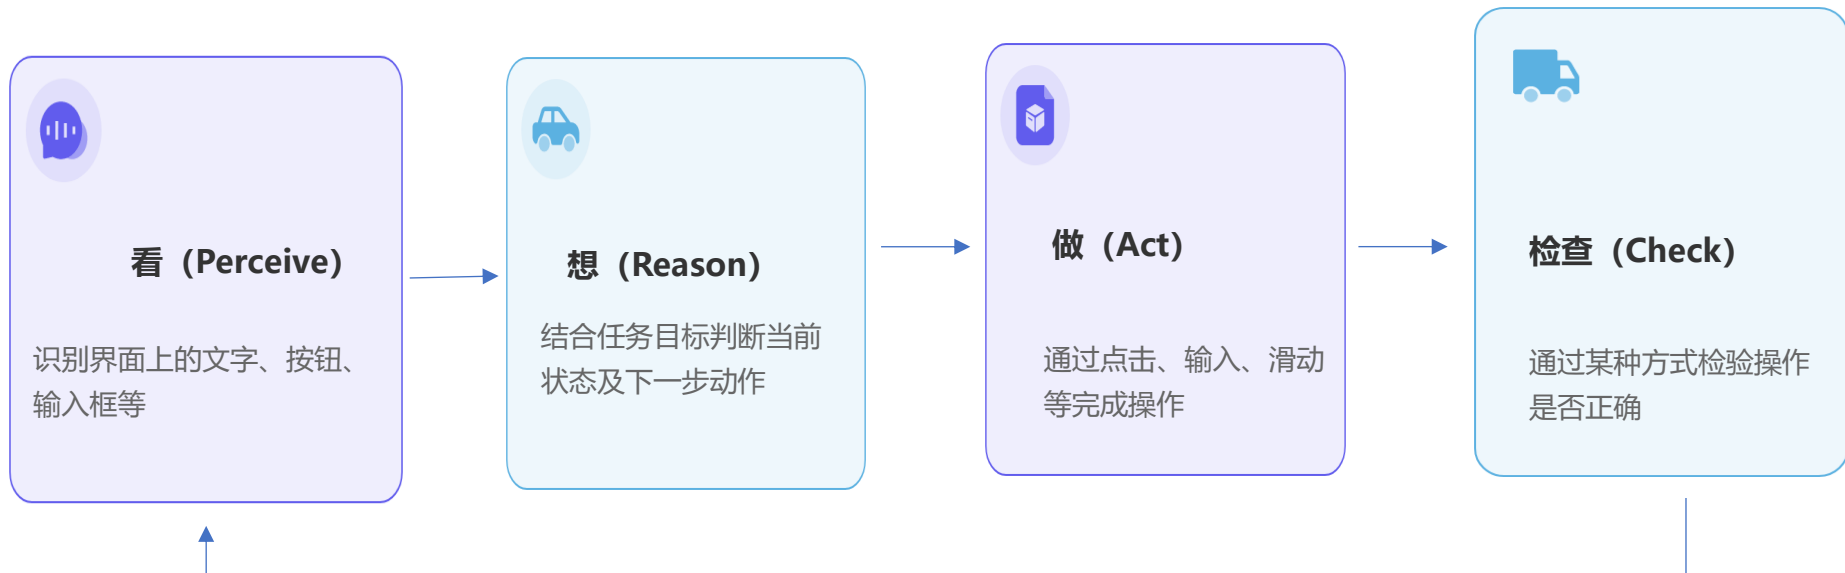 看（Perceive）
识别界面上的文字、按钮、
输入框等
想（Reason）
结合任务目标判断当前
状态及下一步动作
做（Act）
通过点击、输入、滑动
等完成操作
检查（Check）
通过某种方式检验操作
是否正确